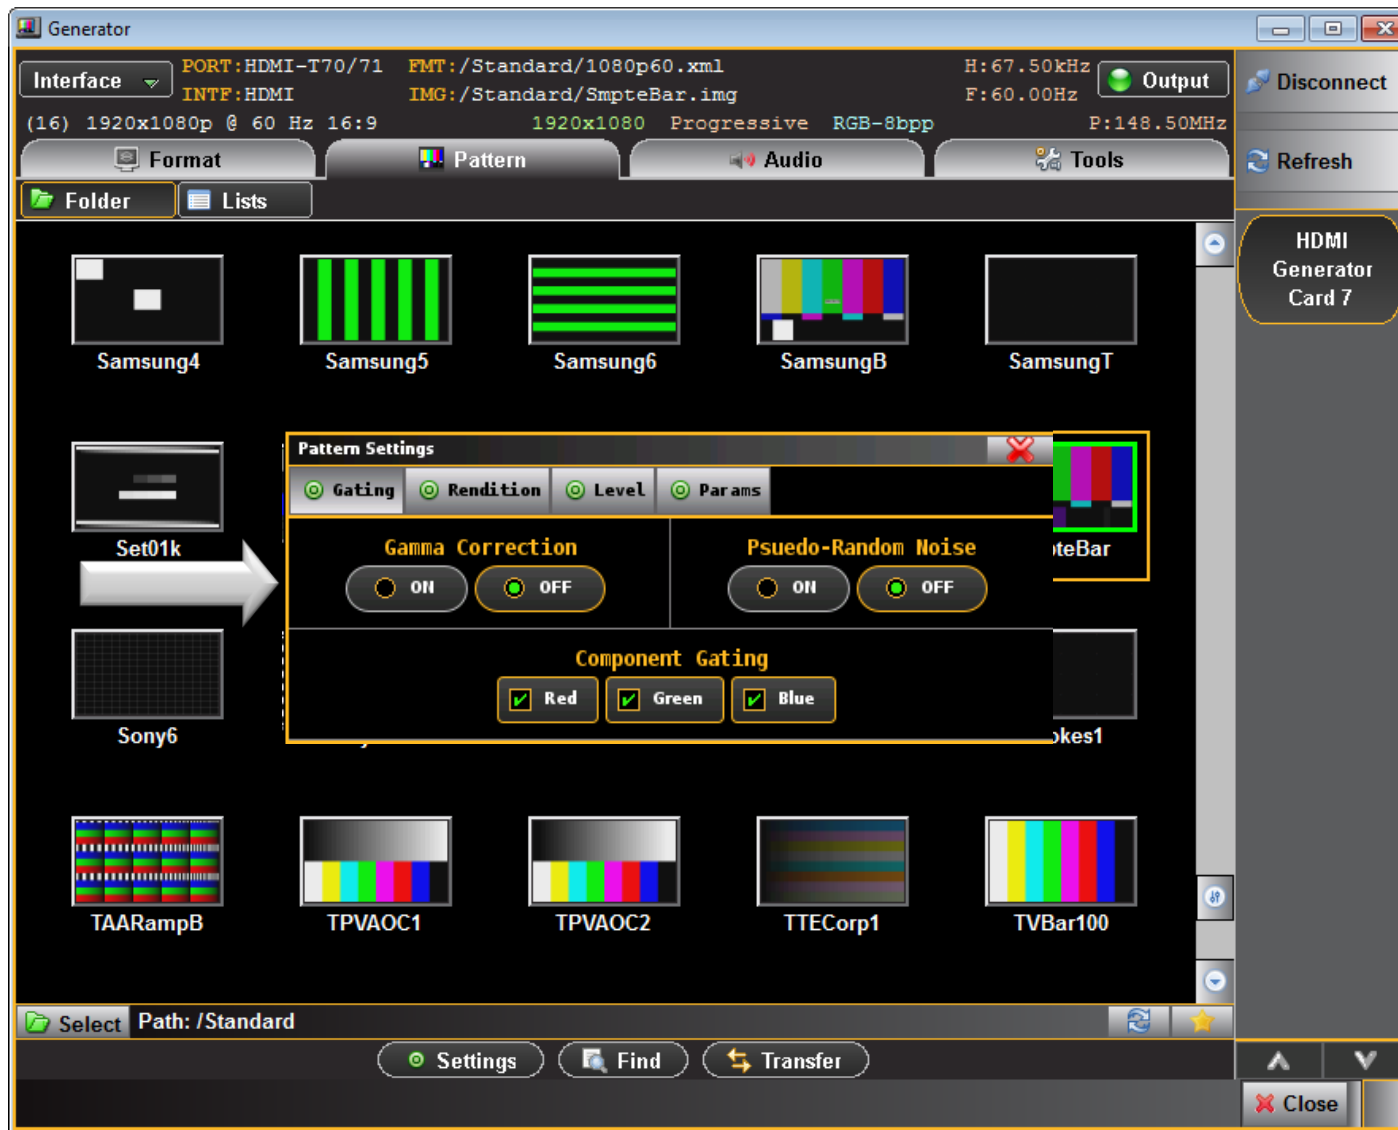 Generator
Interface
PORT:HDMI-T70/71 FMT:/Standard/1080p60.xml H:67.50kHz
INTF:HDMI IMG:/Standard/SmpteBar.img F:60.00Hz
Output
Disconnect
(16) 1920x1080p @ 60 Hz 16:9 1920x1080 Progressive RGB-8bpp P:148.50MHz
Format Pattern Audio Tools
Refresh
Folder Lists
HDMI
Generator
Card 7
Samsung4 Samsung5 Samsung6 SamsungB SamsungT
Pattern Settings
Gating Rendition Level Params
Set01k
pteBar
Gamma Correction Psuedo-Random Noise
ON OFF ON OFF
Component Gating
Red Green Blue
Sony6
okes1
TAARampB TPVAOC1 TPVAOC2 TTECorp1 TVBar100
Select Path: /Standard
Settings Find Transfer
Close